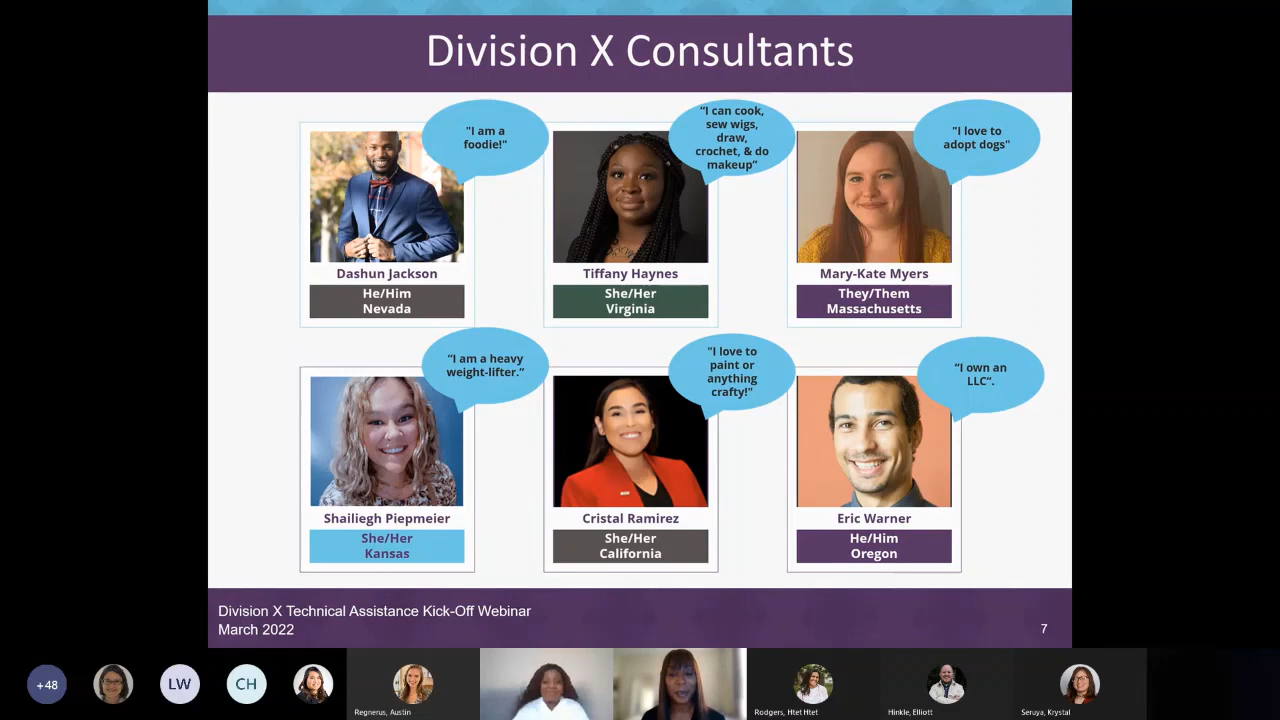 Division X Consultants
"I am a
foodie!"
“I can cook,
sew wigs,
draw,
crochet, & do
makeup”
"I love to
adopt dogs"
Dashun Jackson
He/Him
Nevada
Tiffany Haynes
She/Her
Virginia
Mary-Kate Myers
They/Them
Massachusetts
“I am a heavy
weight-lifter.”
"I love to
paint or
anything
crafty!"
“I own an
LLC”.
Shailiegh Piepmeier
She/Her
Kansas
Cristal Ramirez
She/Her
California
Eric Warner
He/Him
Oregon
Division X Technical Assistance Kick-Off Webinar
March 2022
7
+48
LW
CH
Regnerus, Austin
Rodgers, Htet Htet
Hinkle, Elliott
Seruya, Krystal